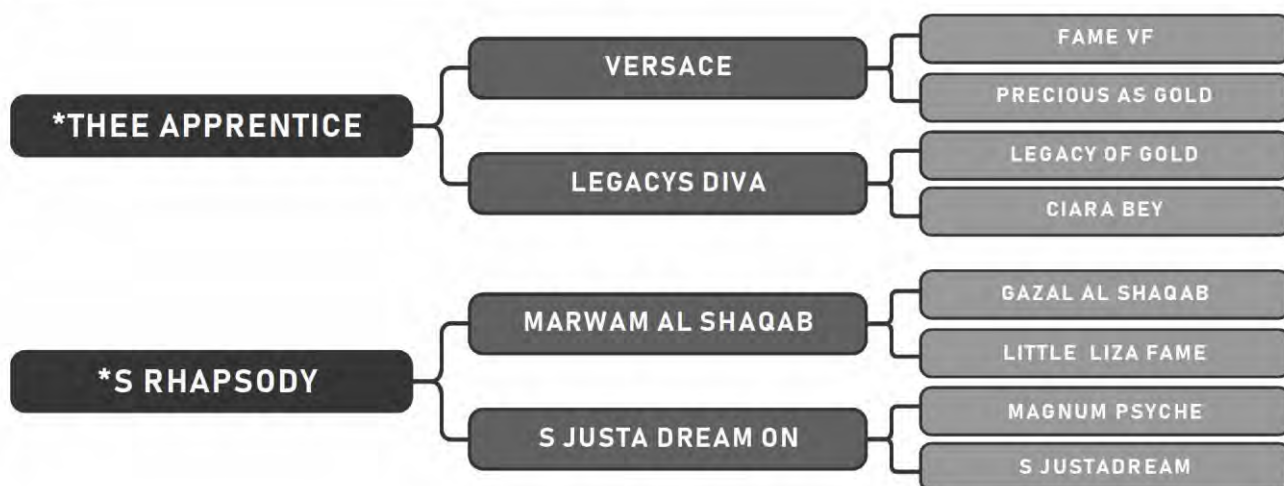 *THEE APPRENTICE
VERSACE
FAME VF
PRECIOUS AS GOLD
LEGACYS DIVA
LEGACY OF GOLD
CIARA BEY
*S RHAPSODY
MARWAM AL SHAQAB
GAZAL AL SHAQAB
LITTLE LIZA FAME
S JUSTA DREAM ON
MAGNUM PSYCHE
S JUSTADREAM